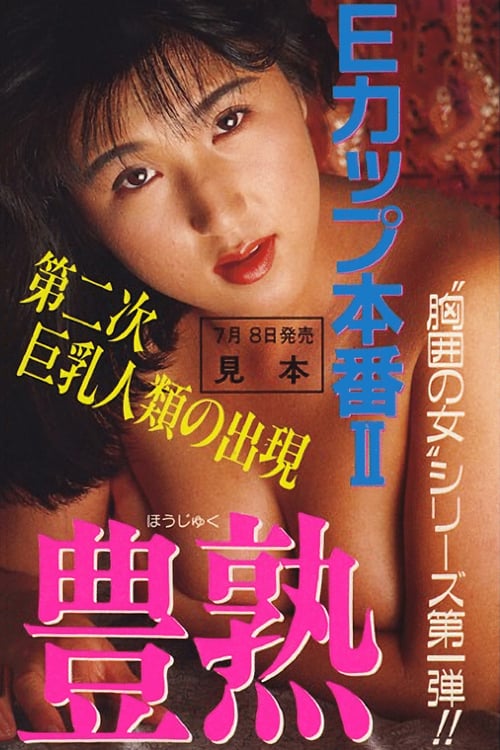 Eカップ本番II
"胸囲の女"シリーズ第一弾!!
第二次
巨乳人類の出現
7月8日発売
見本
ほうじゅく
豊熟